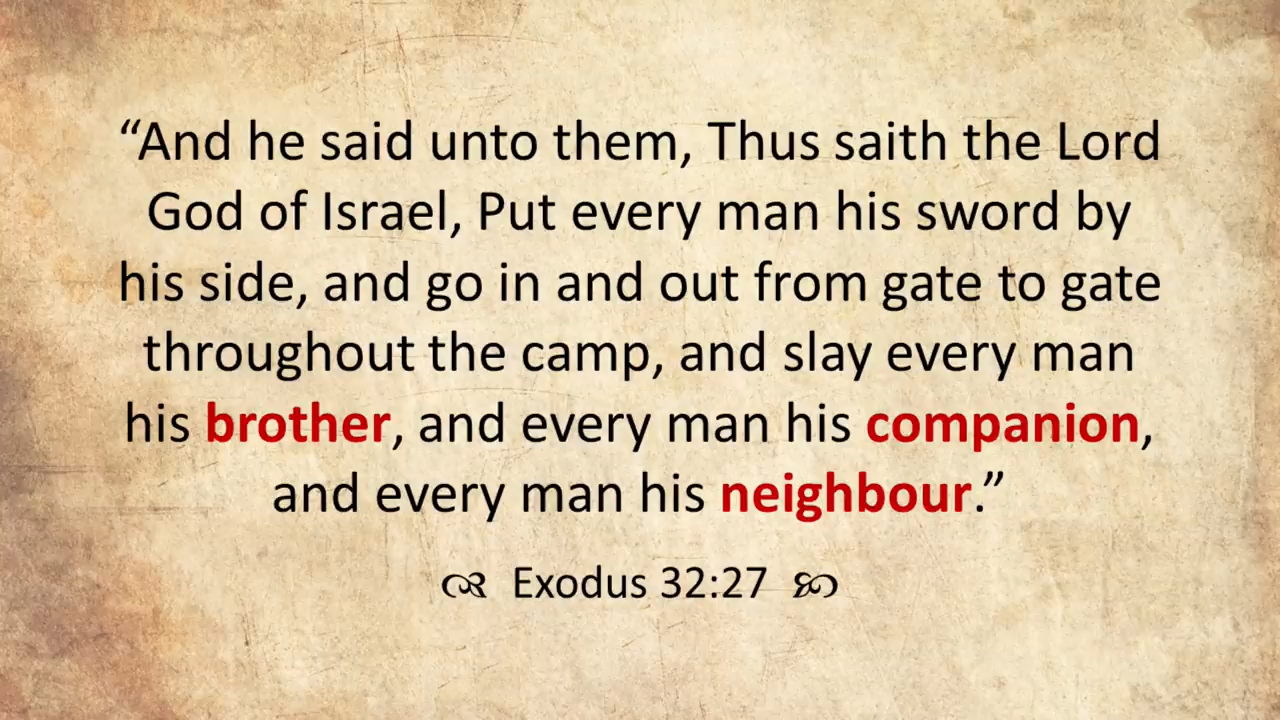 “And he said unto them, Thus saith the Lord
God of Israel, Put every man his sword by
his side, and go in and out from gate to gate
throughout the camp, and slay every man
his brother, and every man his companion,
and every man his neighbour.”
Exodus 32:27